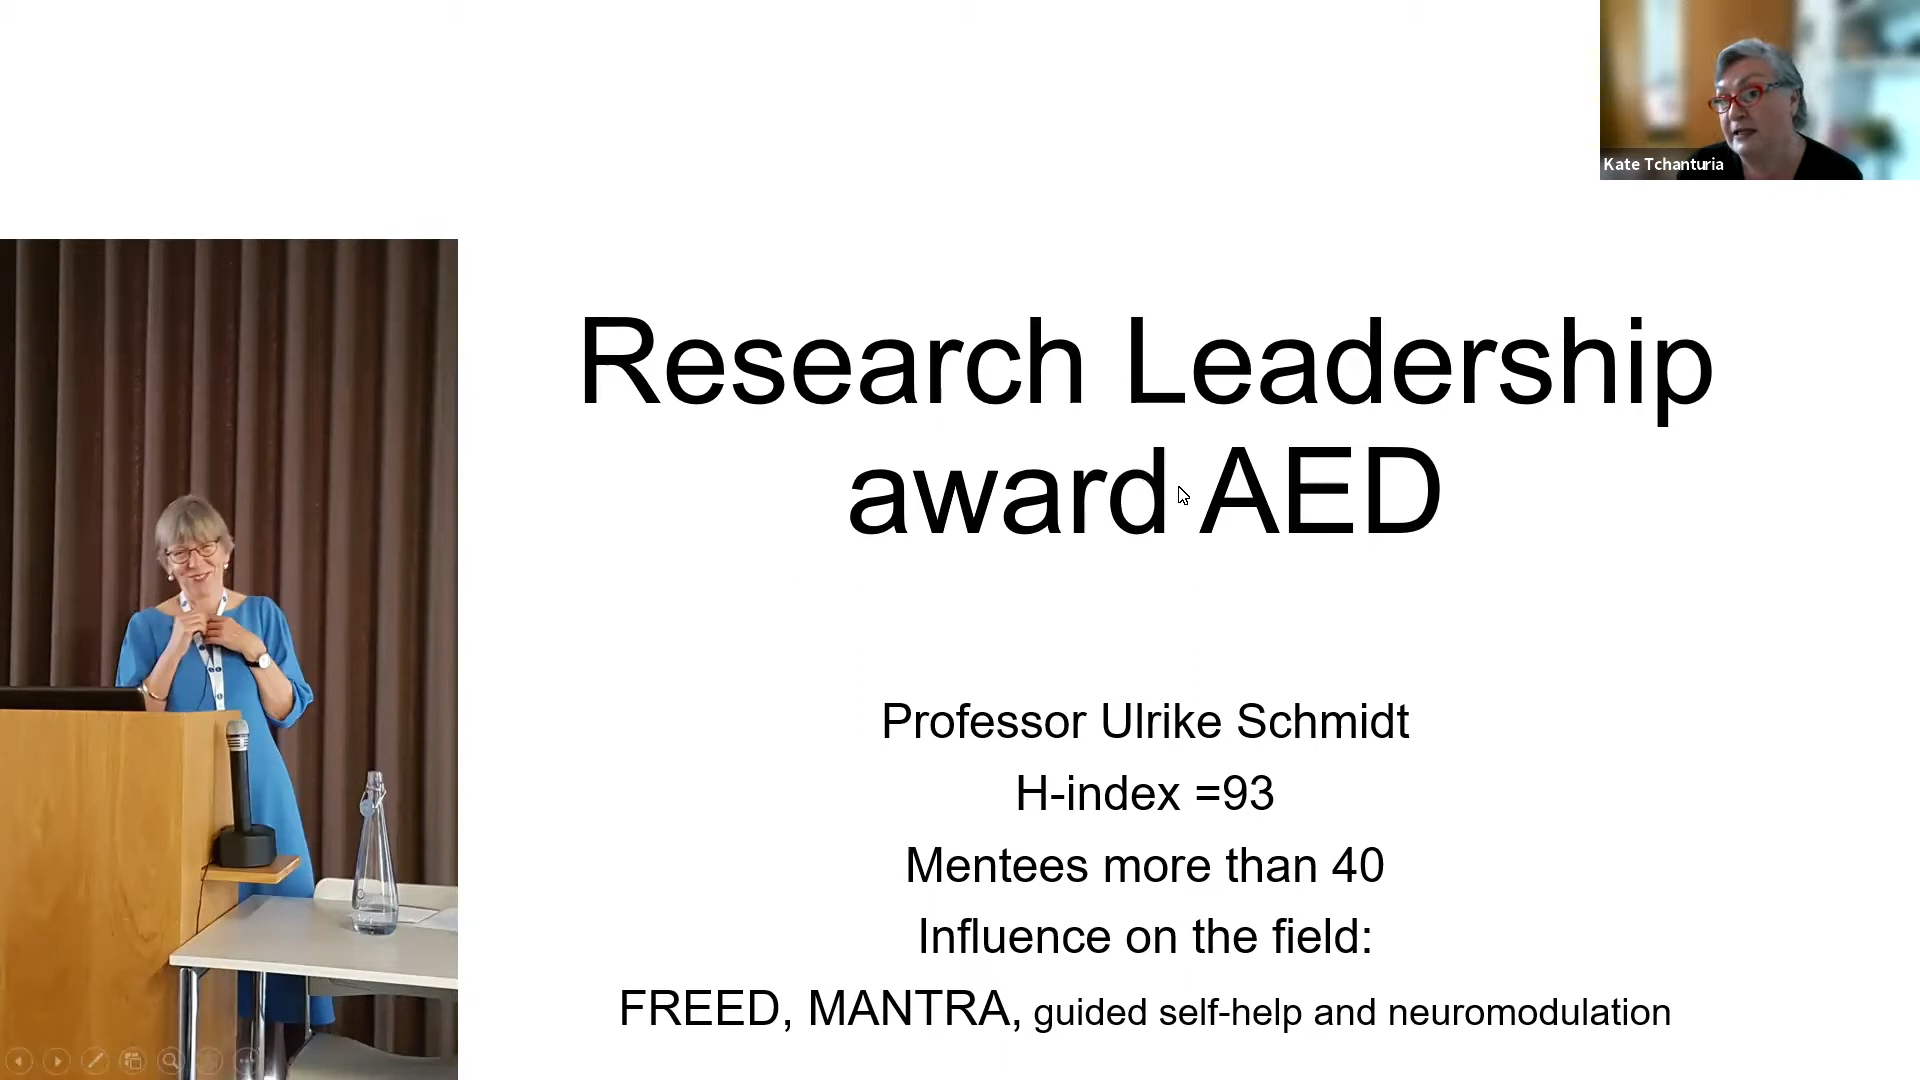 Kate Tchanturia
Research Leadership
award AED
Professor Ulrike Schmidt
H-index =93
Mentees more than 40
Influence on the field:
FREED, MANTRA, guided self-help and neuromodulation